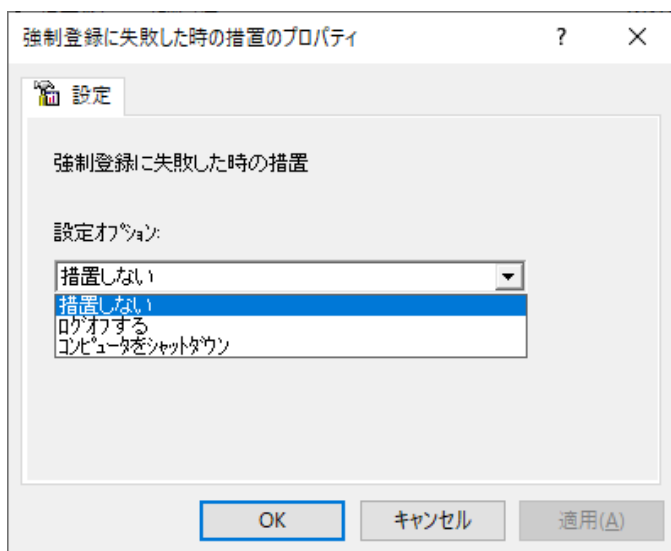 強制登録に失敗した時の措置のプロパティ ? ×
設定
強制登録に失敗した時の措置
設定ｵﾌﾟｼｮﾝ:
措置しない
措置しない
ﾛｸﾞｵﾌする
ｺﾝﾋﾟｭｰﾀをｼｬｯﾄﾀﾞｳﾝ
OK キャンセル 適用(A)